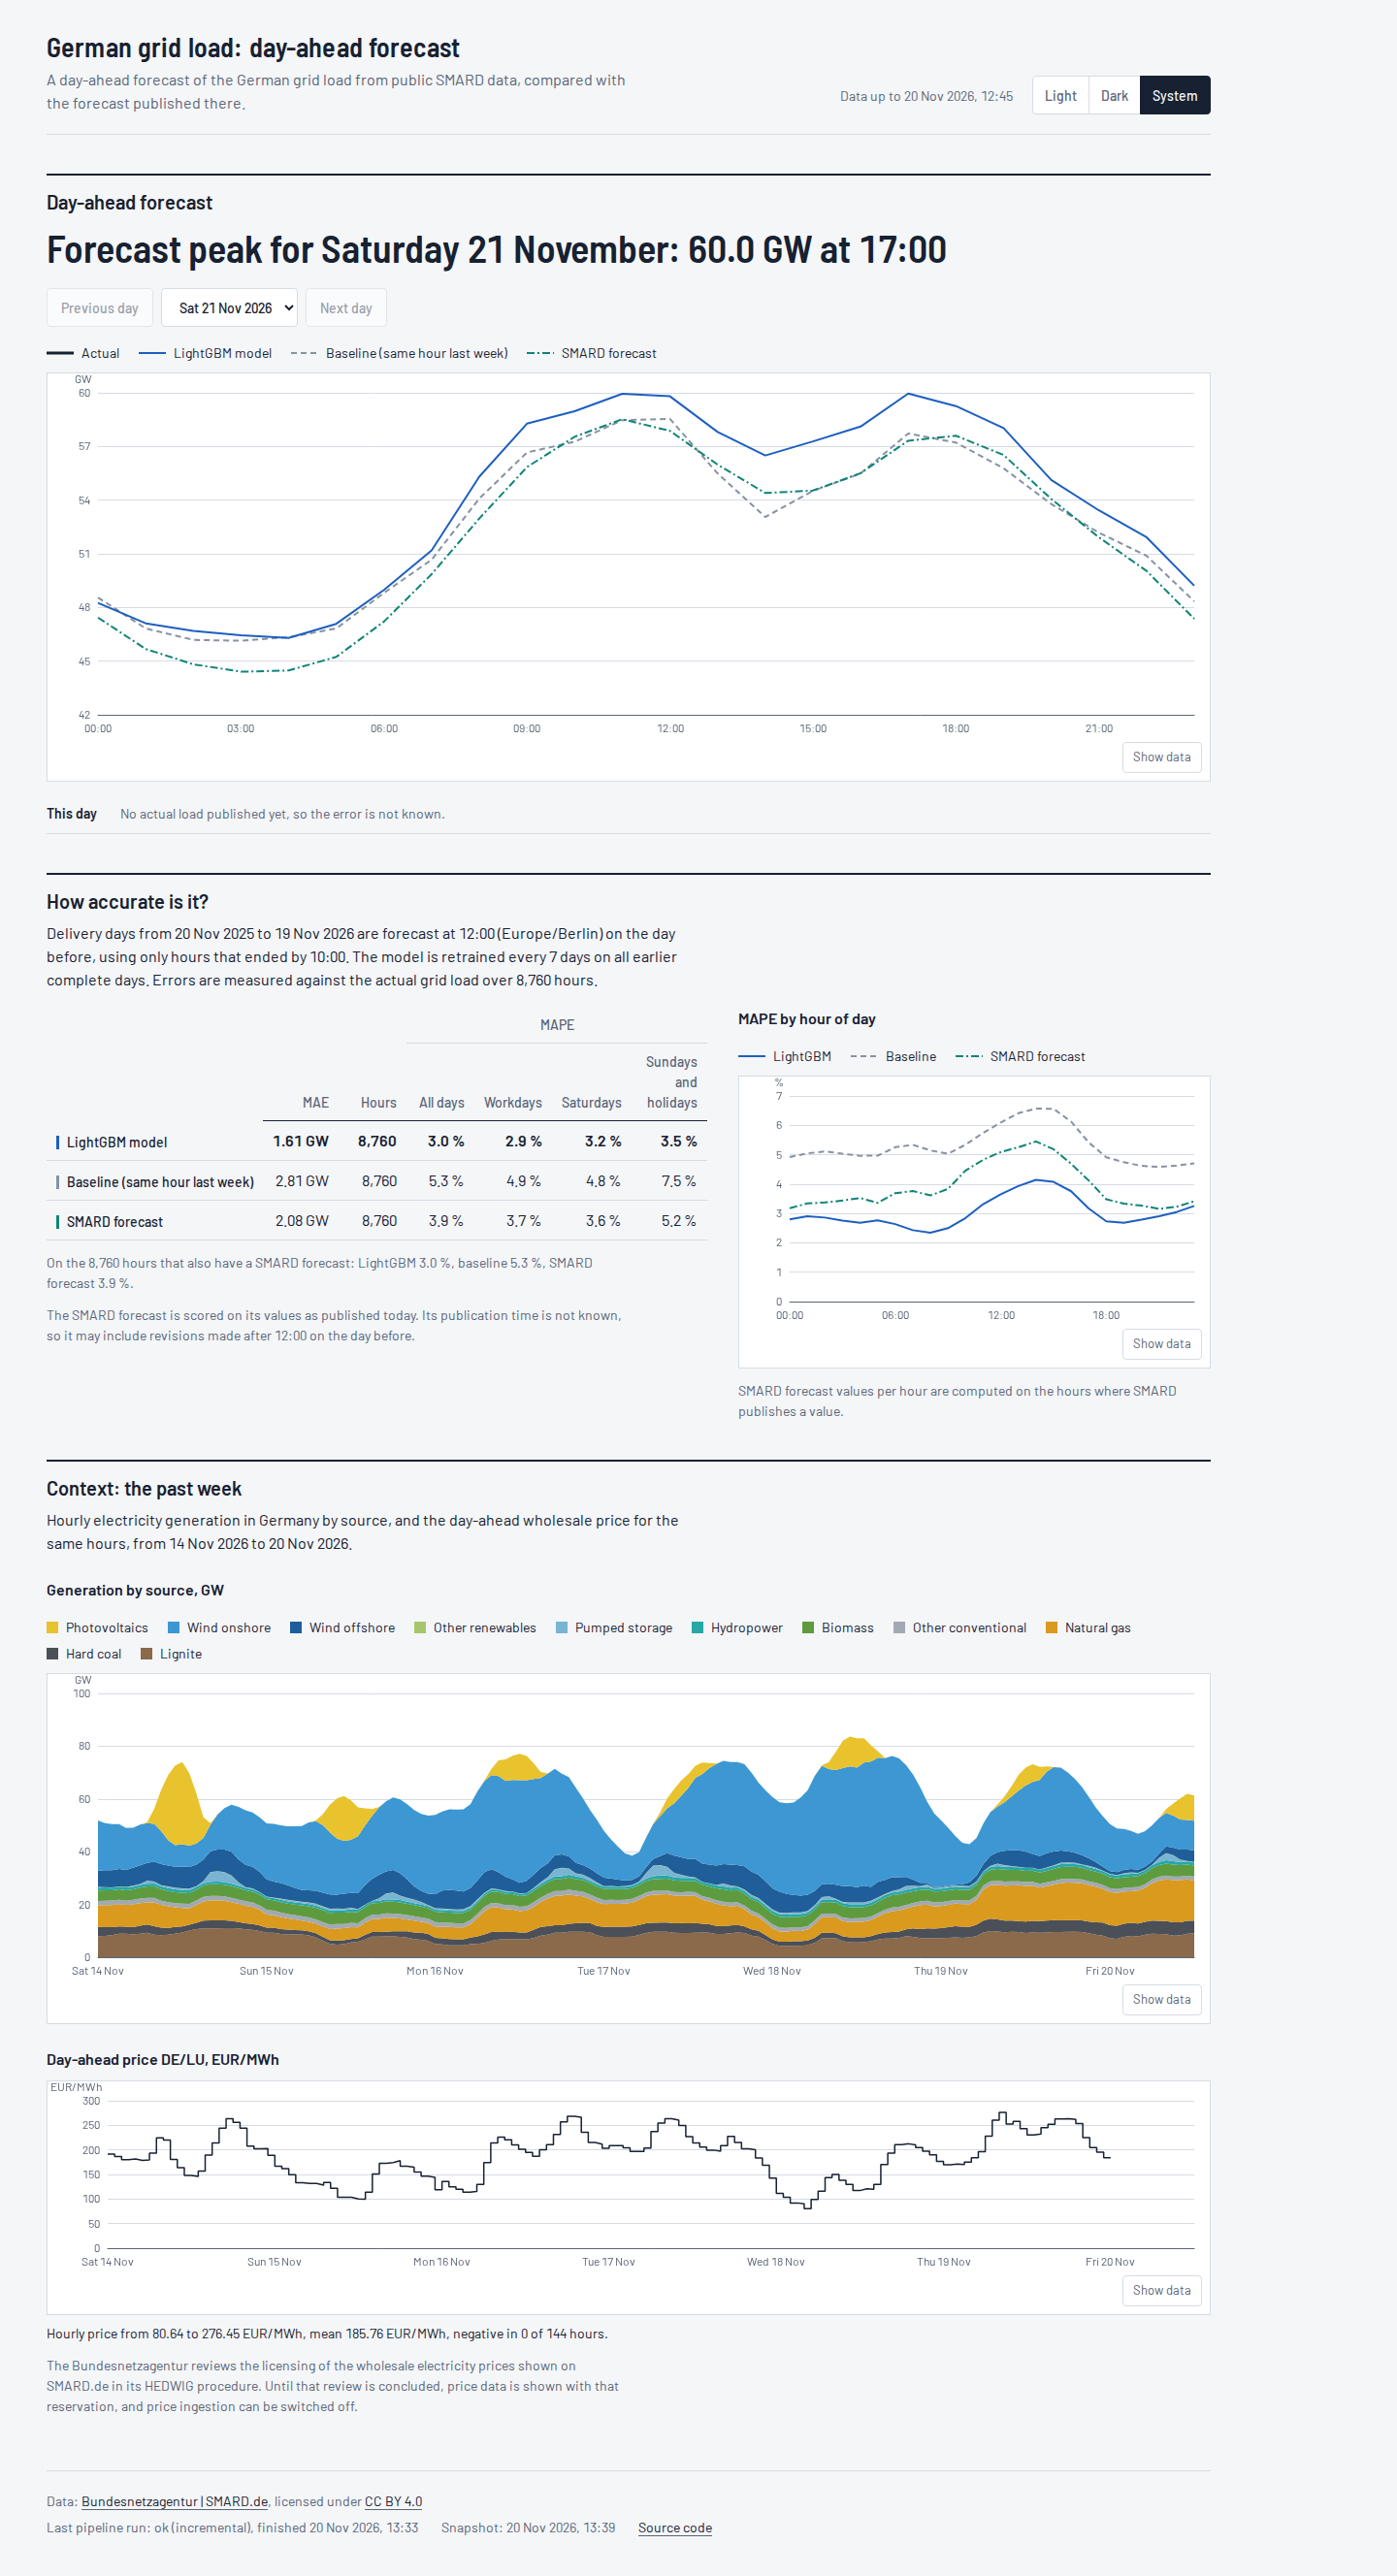 German grid load: day-ahead forecast
A day-ahead forecast of the German grid load from public SMARD data, compared with
the forecast published there.
Data up to 20 Nov 2026, 12:45
Light
Dark
System
Day-ahead forecast
Forecast peak for Saturday 21 November: 60.0 GW at 17:00
Previous day
Sat 21 Nov 2026
Next day
Actual
LightGBM model
Baseline (same hour last week)
SMARD forecast
GW
60
57
54
51
48
45
42
00:00
03:00
06:00
09:00
12:00
15:00
18:00
21:00
Show data
This day
No actual load published yet, so the error is not known.
How accurate is it?
Delivery days from 20 Nov 2025 to 19 Nov 2026 are forecast at 12:00 (Europe/Berlin) on the day
before, using only hours that ended by 10:00. The model is retrained every 7 days on all earlier
complete days. Errors are measured against the actual grid load over 8,760 hours.
MAPE
MAE
Hours
All days
Workdays
Saturdays
Sundays
and
holidays
LightGBM model 1.61 GW 8,760 3.0 % 2.9 % 3.2 % 3.5 %
Baseline (same hour last week) 2.81 GW 8,760 5.3 % 4.9 % 4.8 % 7.5 %
SMARD forecast 2.08 GW 8,760 3.9 % 3.7 % 3.6 % 5.2 %
On the 8,760 hours that also have a SMARD forecast: LightGBM 3.0 %, baseline 5.3 %, SMARD
forecast 3.9 %.
The SMARD forecast is scored on its values as published today. Its publication time is not known,
so it may include revisions made after 12:00 on the day before.
MAPE by hour of day
LightGBM
Baseline
SMARD forecast
%
7
6
5
4
3
2
1
0
00:00
06:00
12:00
18:00
Show data
SMARD forecast values per hour are computed on the hours where SMARD
publishes a value.
Context: the past week
Hourly electricity generation in Germany by source, and the day-ahead wholesale price for the
same hours, from 14 Nov 2026 to 20 Nov 2026.
Generation by source, GW
Photovoltaics
Wind onshore
Wind offshore
Other renewables
Pumped storage
Hydropower
Biomass
Other conventional
Natural gas
Hard coal
Lignite
GW
100
80
60
40
20
0
Sat 14 Nov
Sun 15 Nov
Mon 16 Nov
Tue 17 Nov
Wed 18 Nov
Thu 19 Nov
Fri 20 Nov
Show data
Day-ahead price DE/LU, EUR/MWh
EUR/MWh
300
250
200
150
100
50
0
Sat 14 Nov
Sun 15 Nov
Mon 16 Nov
Tue 17 Nov
Wed 18 Nov
Thu 19 Nov
Fri 20 Nov
Show data
Hourly price from 80.64 to 276.45 EUR/MWh, mean 185.76 EUR/MWh, negative in 0 of 144 hours.
The Bundesnetzagentur reviews the licensing of the wholesale electricity prices shown on
SMARD.de in its HEDWIG procedure. Until that review is concluded, price data is shown with that
reservation, and price ingestion can be switched off.
Data: Bundesnetzagentur | SMARD.de, licensed under CC BY 4.0
Last pipeline run: ok (incremental), finished 20 Nov 2026, 13:33
Snapshot: 20 Nov 2026, 13:39
Source code